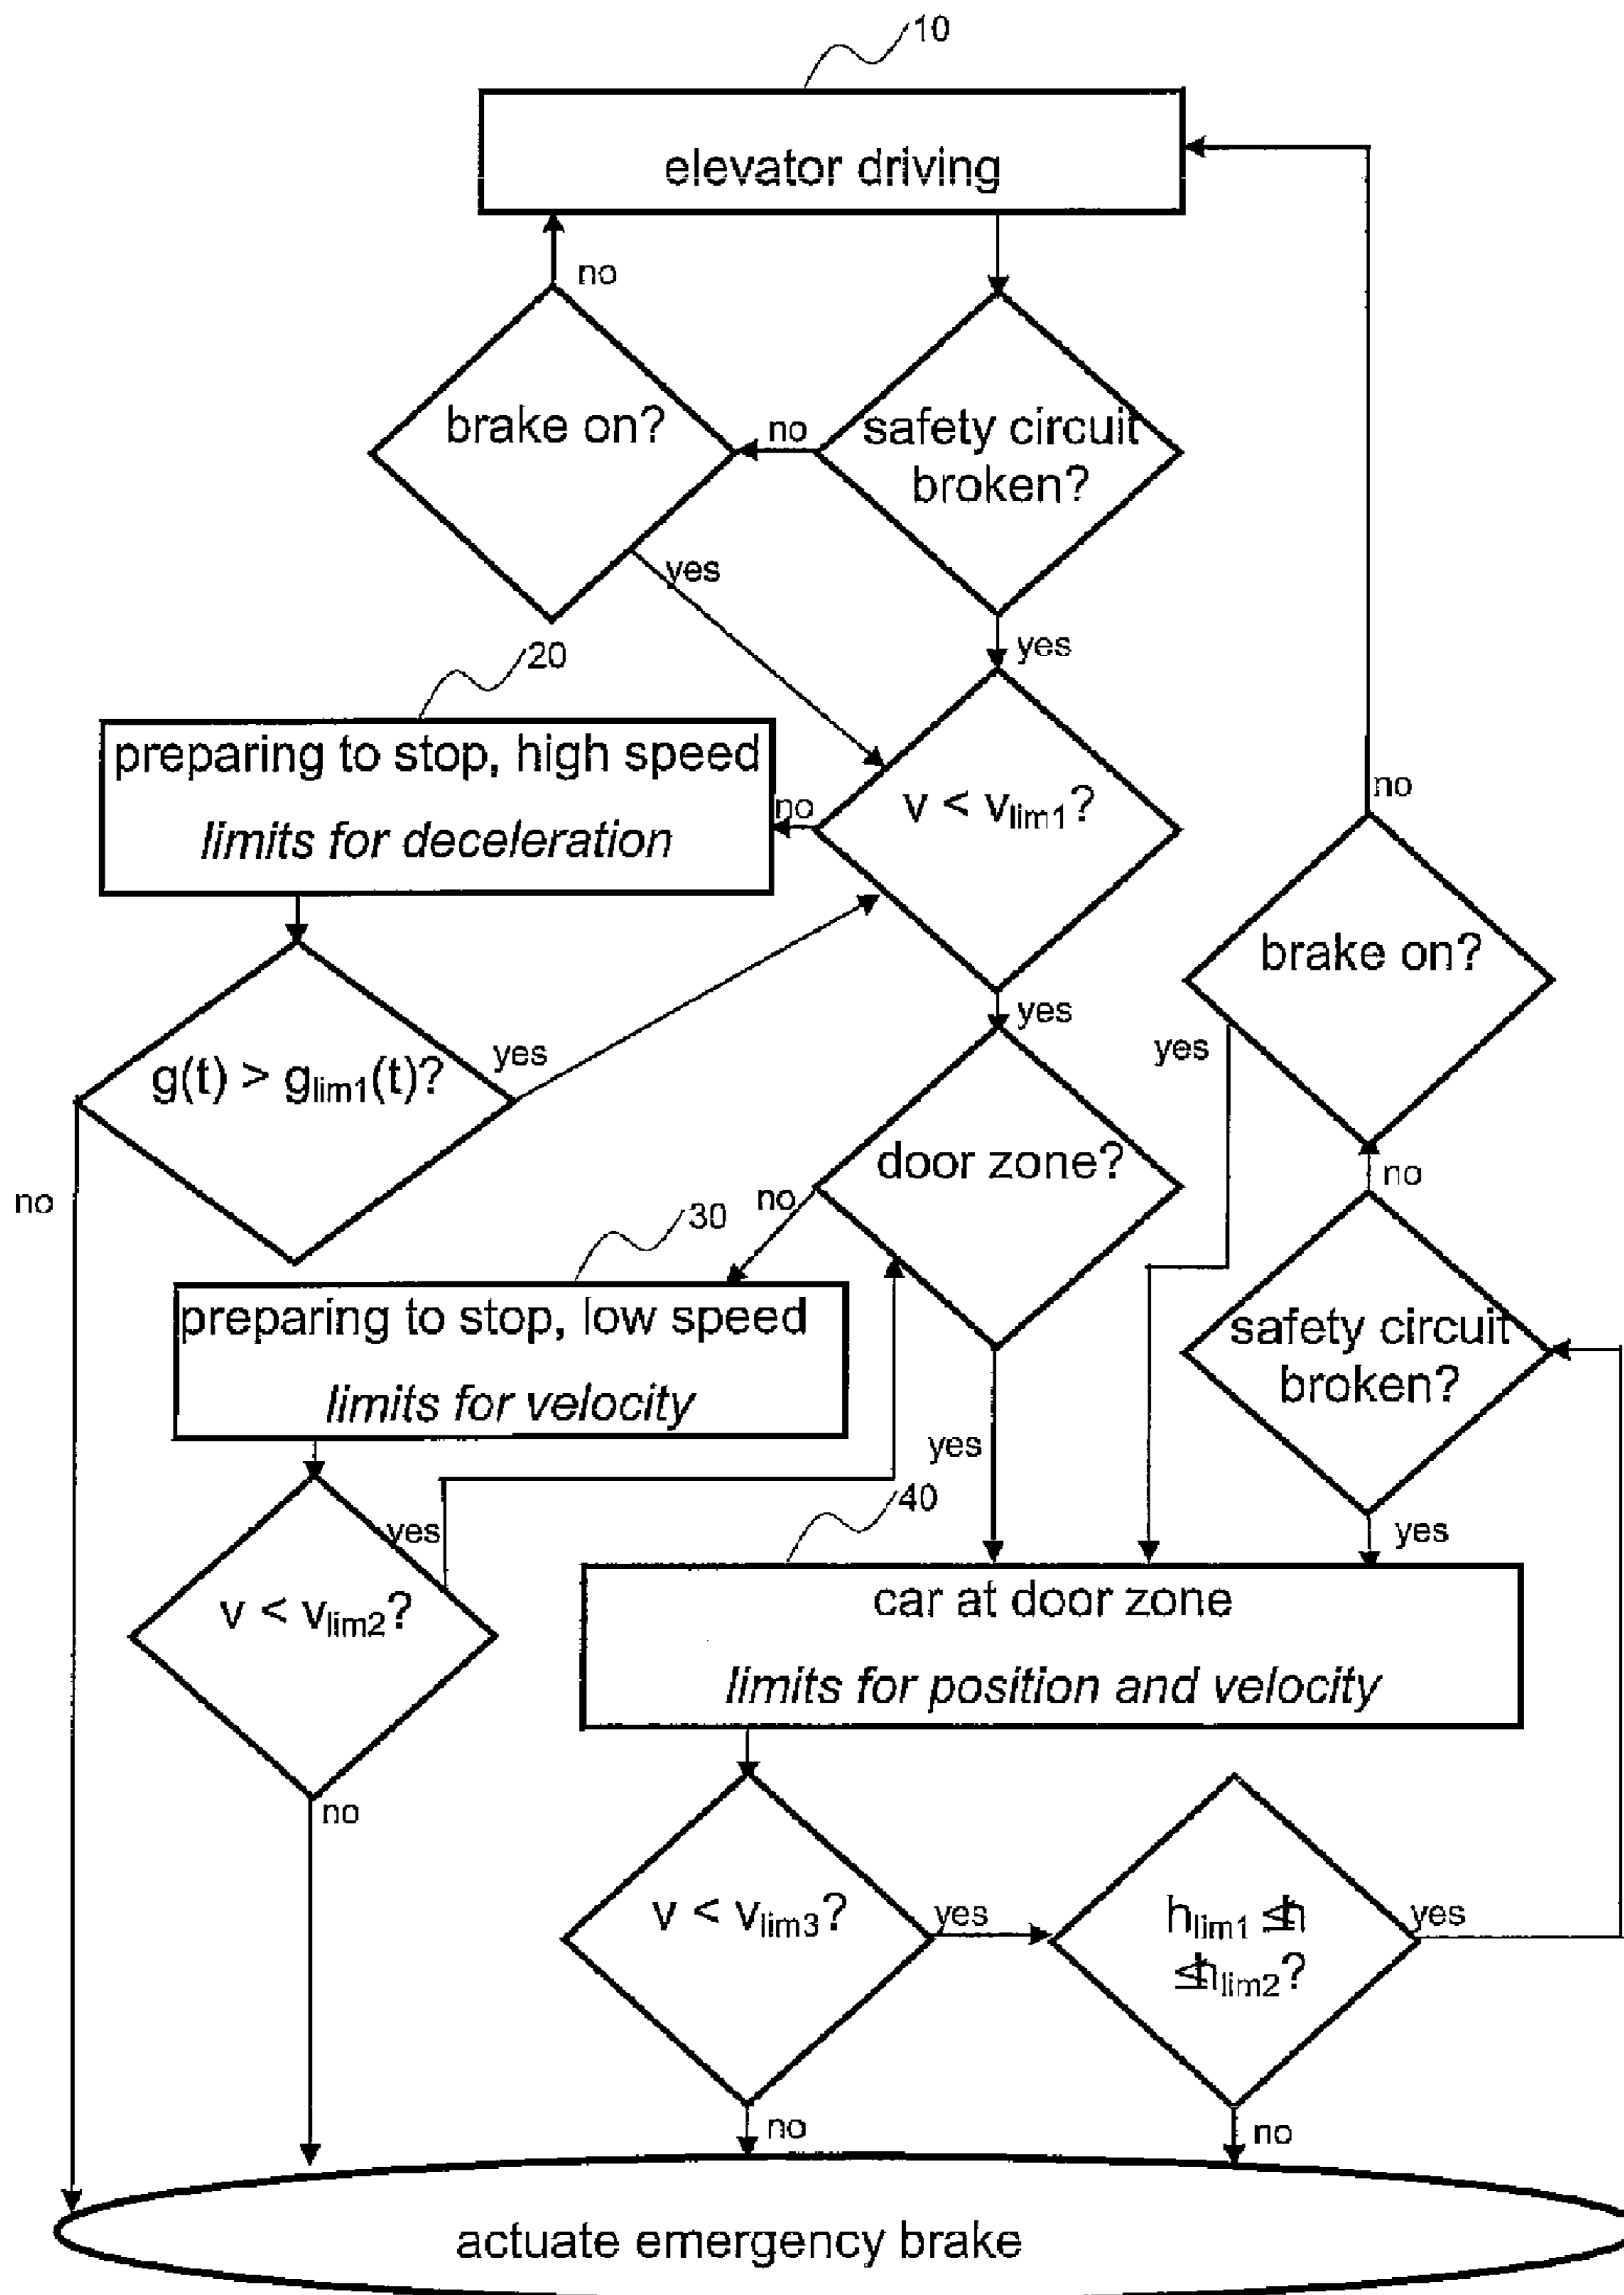 10
elevator driving
no
brake on?
no
safety circuit
broken?
yes
yes
20
preparing to stop, high speed
limits for deceleration
no
v < vlim1?
no
brake on?
yes
yes
g(t) > glim1(t)?
yes
door zone?
no
no
no
30
preparing to stop, low speed
limits for velocity
safety circuit
broken?
yes
yes
40
yes
v < vlim2?
car at door zone
limits for position and velocity
no
v < vlim3?
yes
hlim1 ≤h
≤hlim2?
yes
no
no
actuate emergency brake